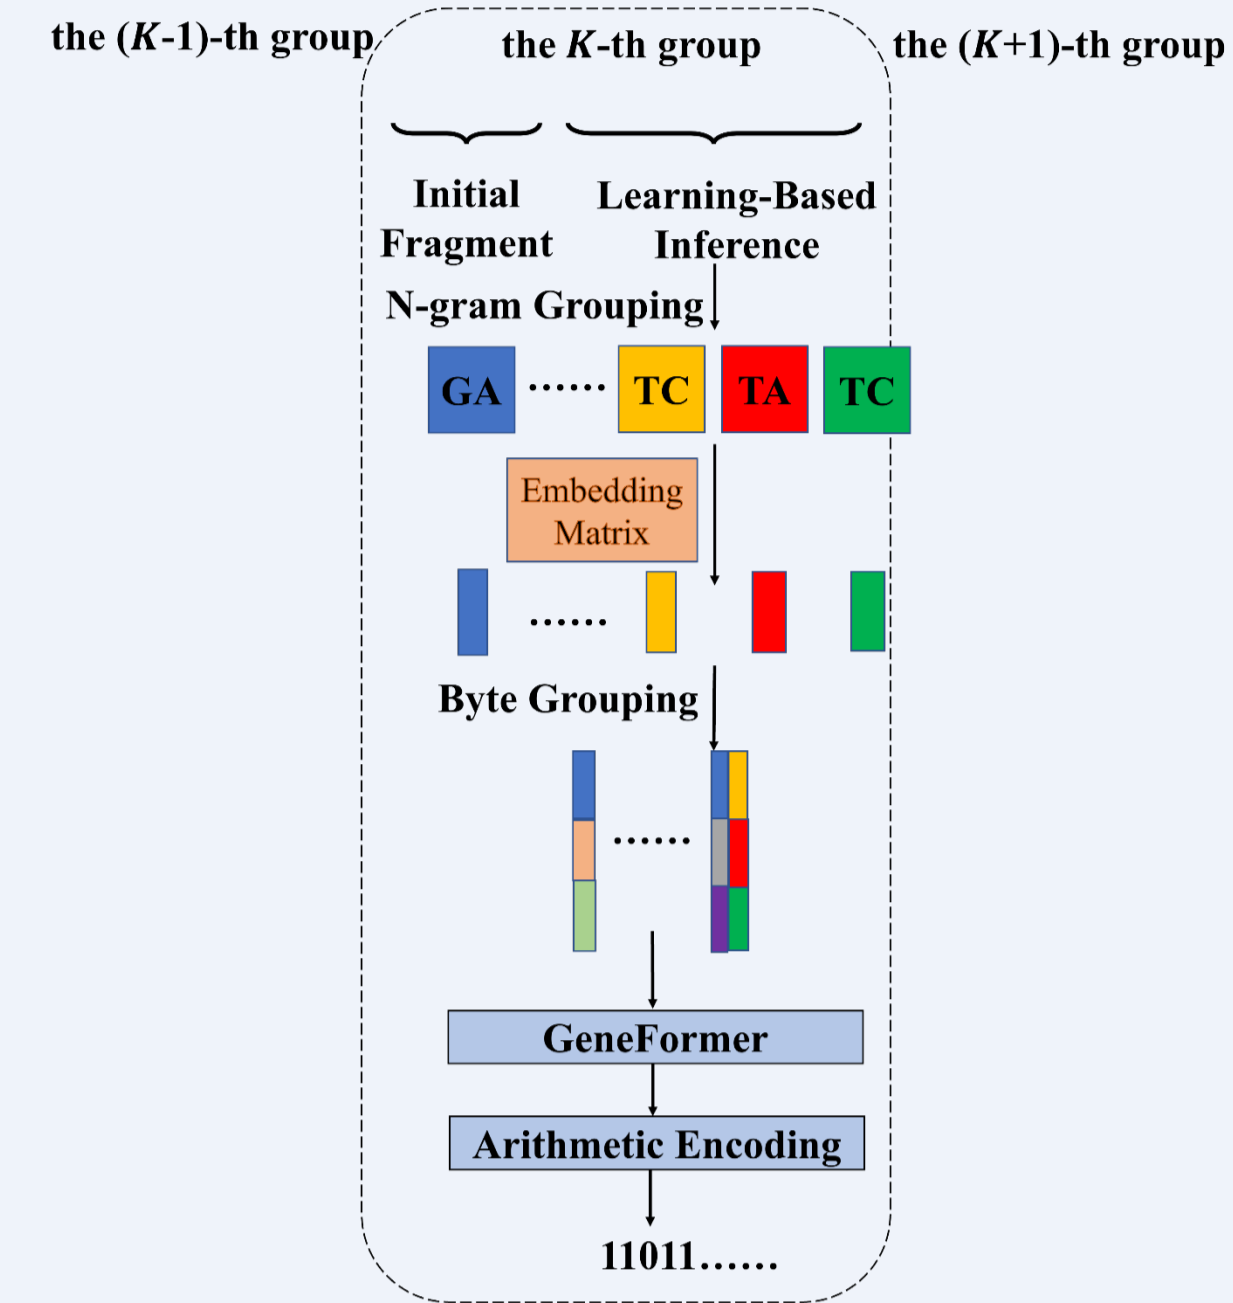 the (K-1)-th group
the K-th group
the (K+1)-th group
Initial
Fragment
Learning-Based
Inference
N-gram Grouping
GA ...... TC TA TC
Embedding
Matrix
......
Byte Grouping
......
GeneFormer
Arithmetic Encoding
11011......